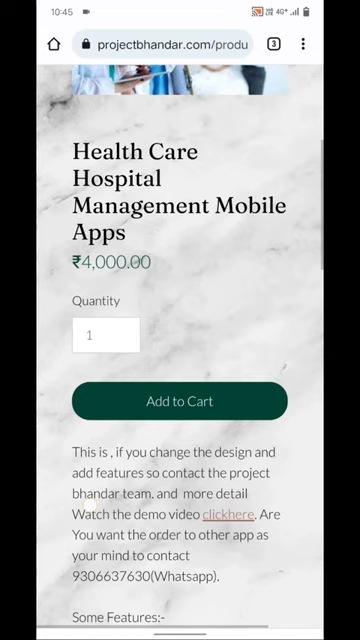 10:45
4G+
projectbhandar.com/produ
3
Health Care
Hospital
Management Mobile
Apps
₹4,000.00
Quantity
1
Add to Cart
This is , if you change the design and
add features so contact the project
bhandar team. and more detail
Watch the demo video clickhere. Are
You want the order to other app as
your mind to contact
9306637630(Whatsapp).
Some Features:-